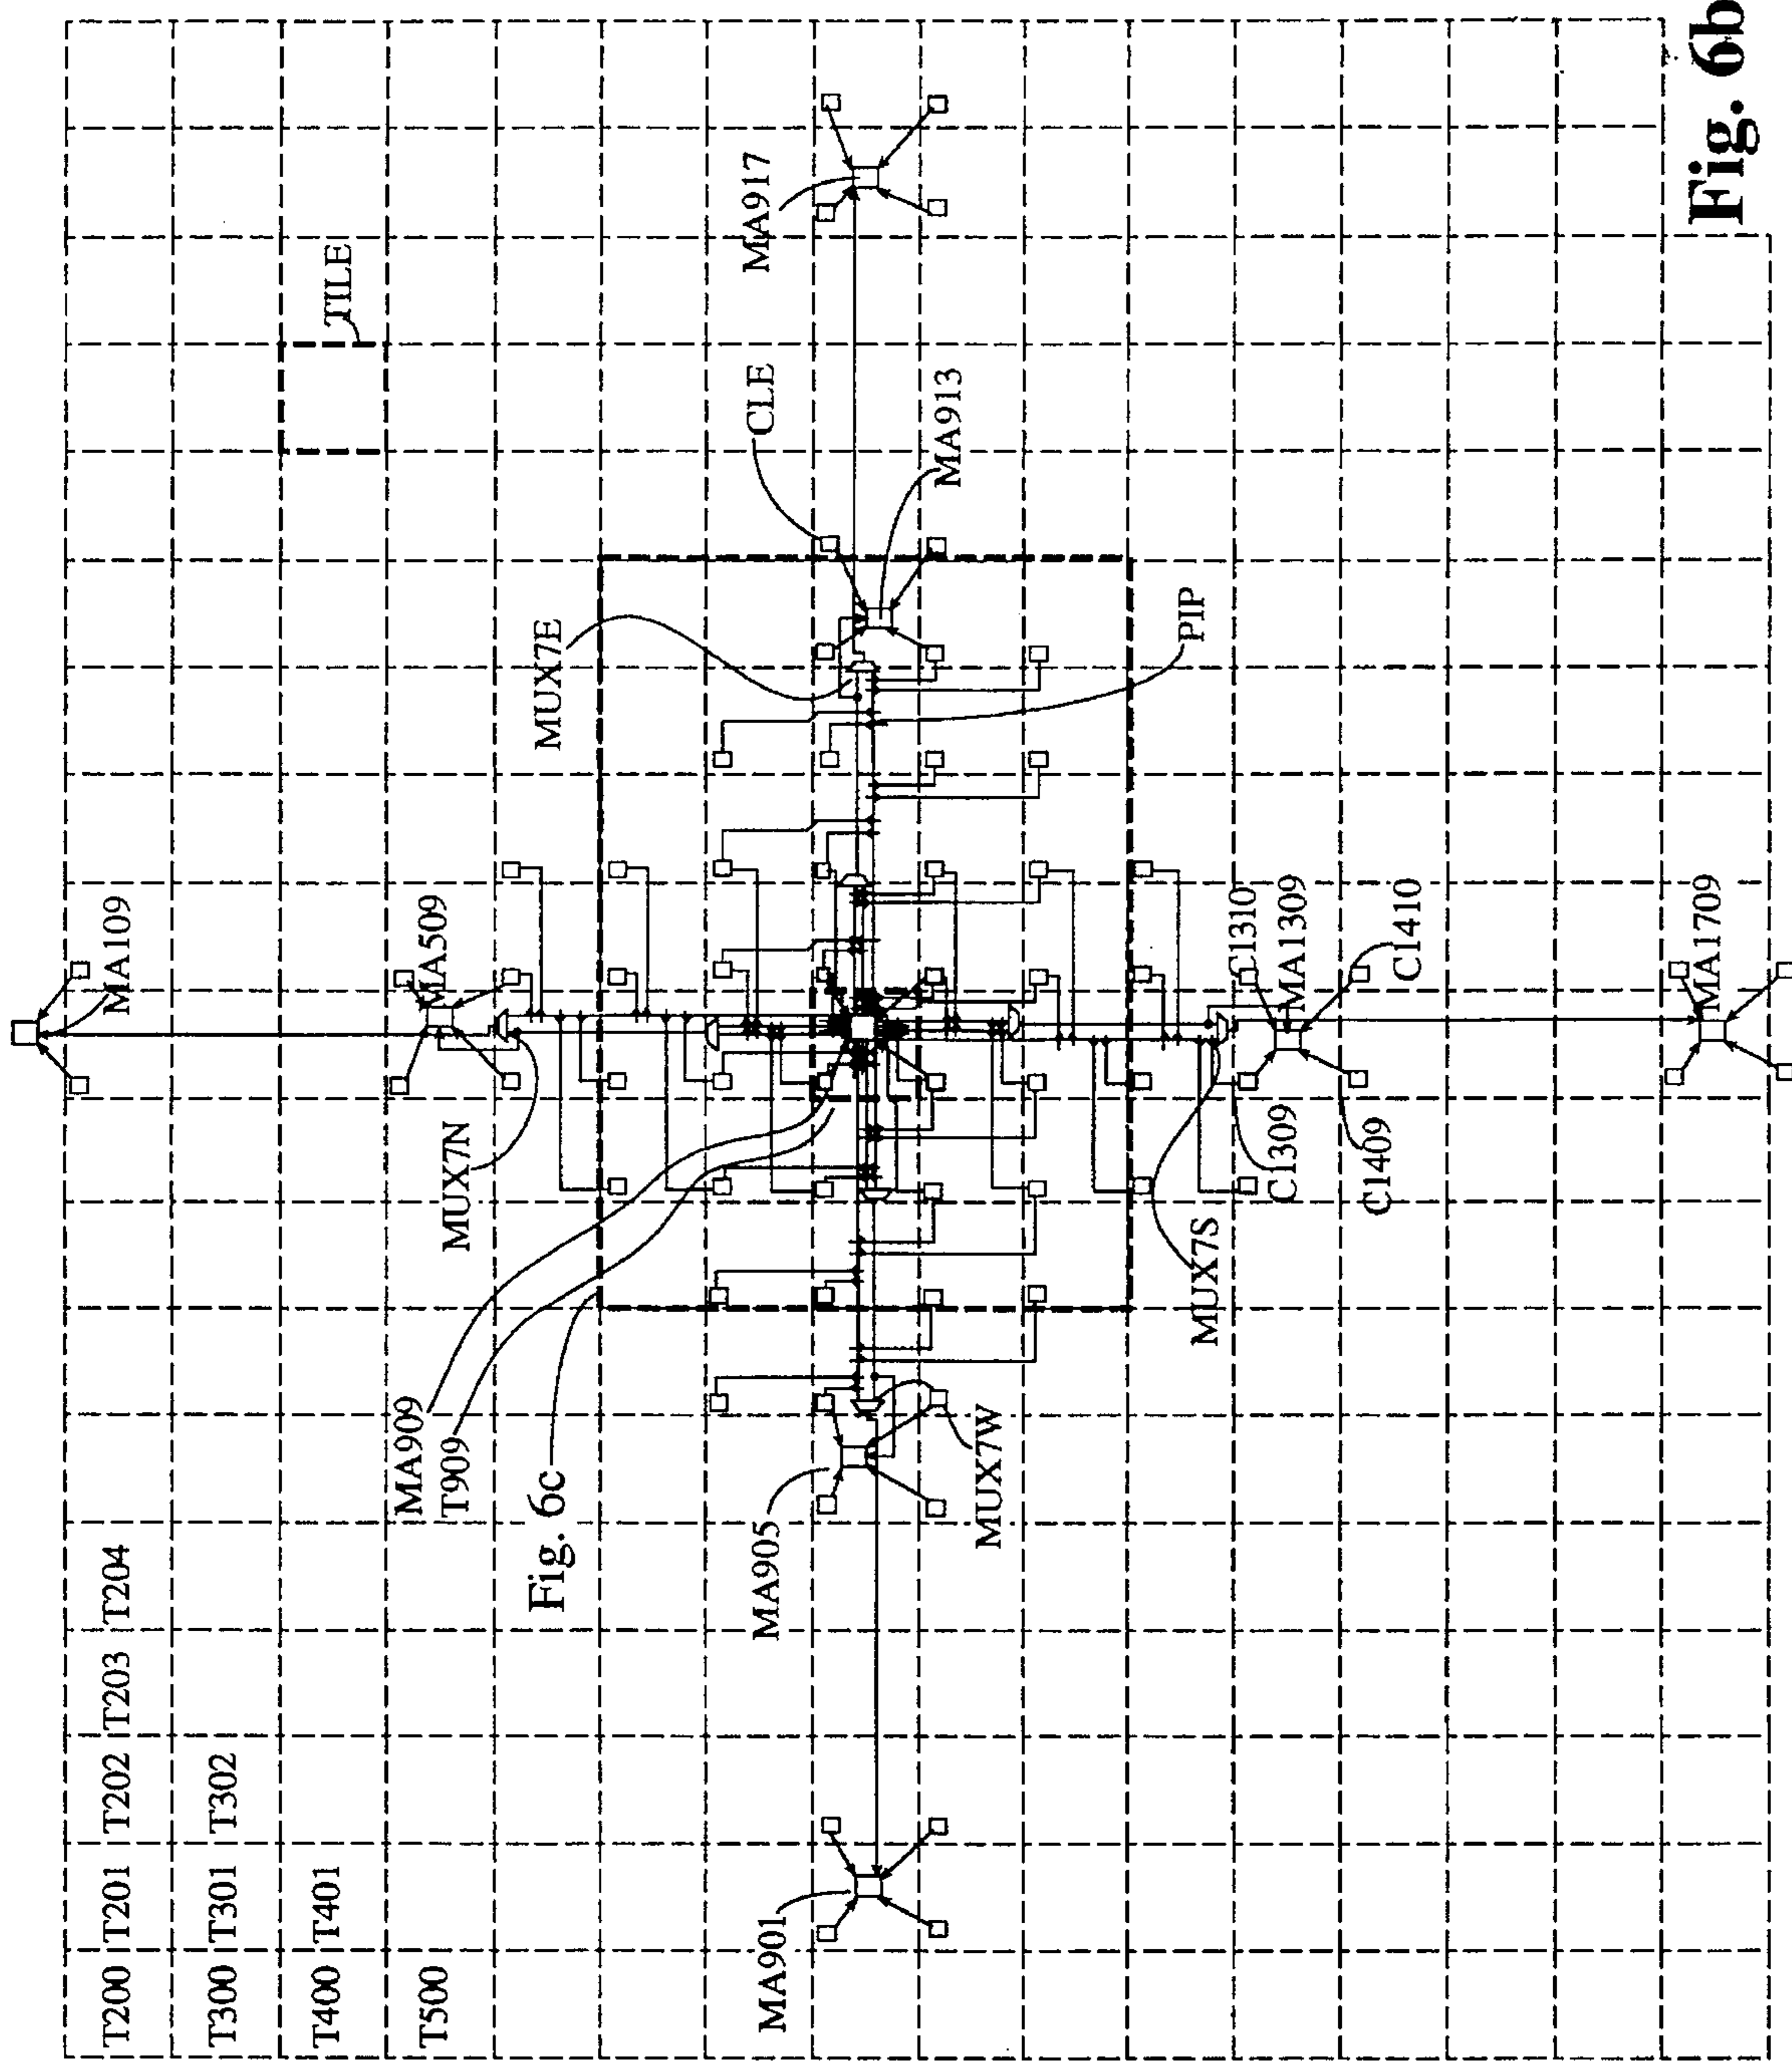 T200 T201 T202 T203 T204
T300 T301 T302
T400 T401
T500
MA109
MA509
TILE
MUX7N
MA909
T909
Fig. 6c
MUX7E
MA901
MA905
CLE
MA917
MA913
MUX7W
PIP
MUX7S
C1310
C1309
MA1309
C1409
C1410
MA1709
Fig. 6b